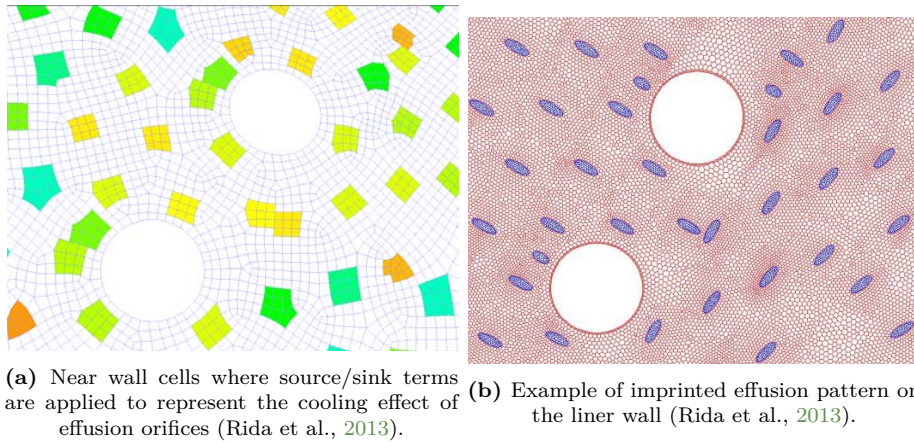 (a) Near wall cells where source/sink terms
are applied to represent the cooling effect of
effusion orifices (Rida et al., 2013).
(b) Example of imprinted effusion pattern on
the liner wall (Rida et al., 2013).